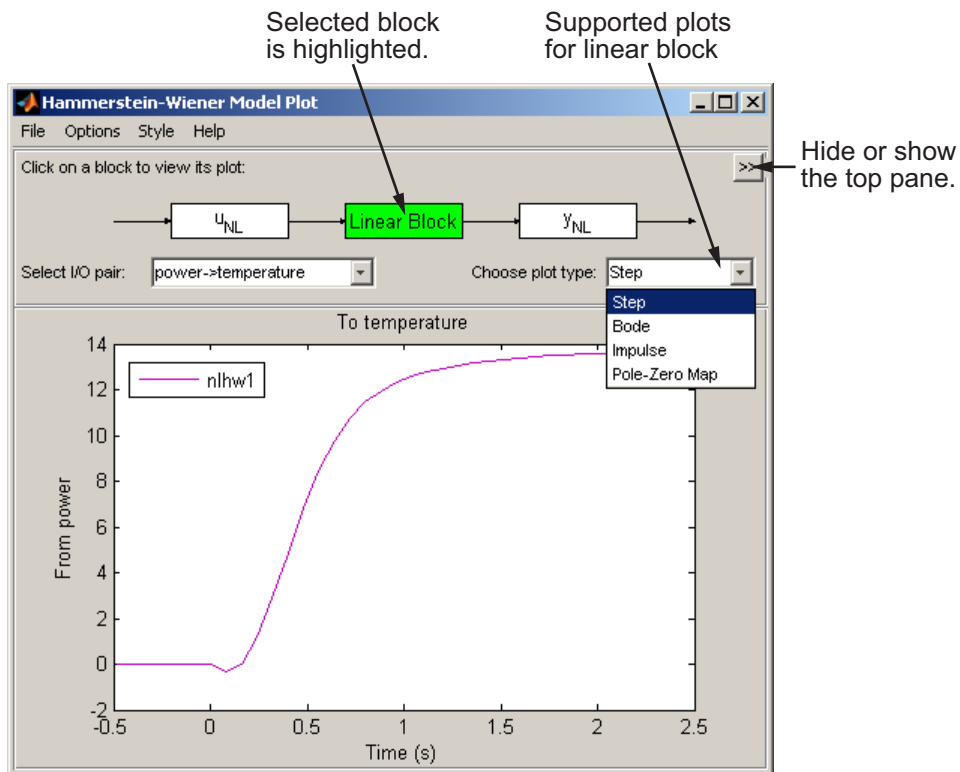 Selected block
is highlighted.
Supported plots
for linear block
Hammerstein-Wiener Model Plot
File Options Style Help
Click on a block to view its plot:
>>
Hide or show
the top pane.
uNL
Linear Block
yNL
Select I/O pair:
power->temperature
Choose plot type:
Step
Step
Bode
Impulse
Pole-Zero Map
To temperature
nlhw1
14
12
10
8
6
4
2
0
-2
From power
-0.5 0 0.5 1 1.5 2 2.5
Time (s)